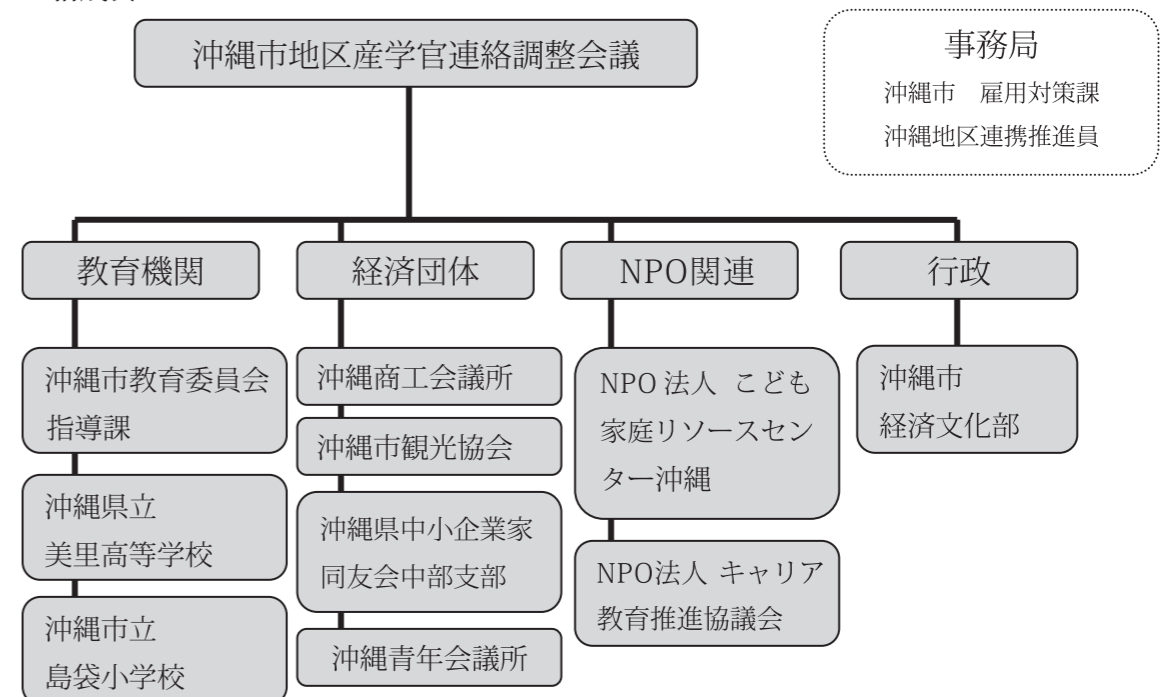 沖縄市地区産学官連絡調整会議
事務局
沖縄市　雇用対策課
沖縄地区連携推進員
教育機関
沖縄市教育委員会
指導課
沖縄県立
美里高等学校
沖縄市立
島袋小学校
経済団体
沖縄商工会議所
沖縄市観光協会
沖縄県中小企業家
同友会中部支部
沖縄青年会議所
NPO関連
NPO 法人 こども
家庭リソースセン
ター沖縄
NPO法人 キャリア
教育推進協議会
行政
沖縄市
経済文化部